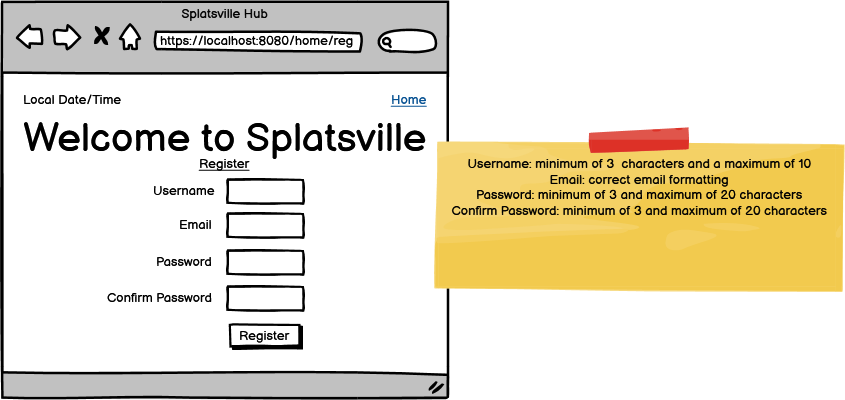 Splatsville Hub
https://localhost:8080/home/reg
Local Date/Time
Home
Welcome to Splatsville
Register
Username
Email
Password
Confirm Password
Register
Username: minimum of 3 characters and a maximum of 10
Email: correct email formatting
Password: minimum of 3 and maximum of 20 characters
Confirm Password: minimum of 3 and maximum of 20 characters